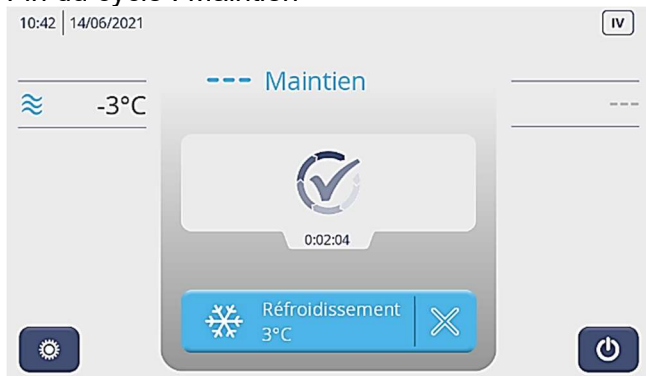 10:42 | 14/06/2021
IV
--- Maintien
-3°C
---
0:02:04
Réfroidissement
3°C